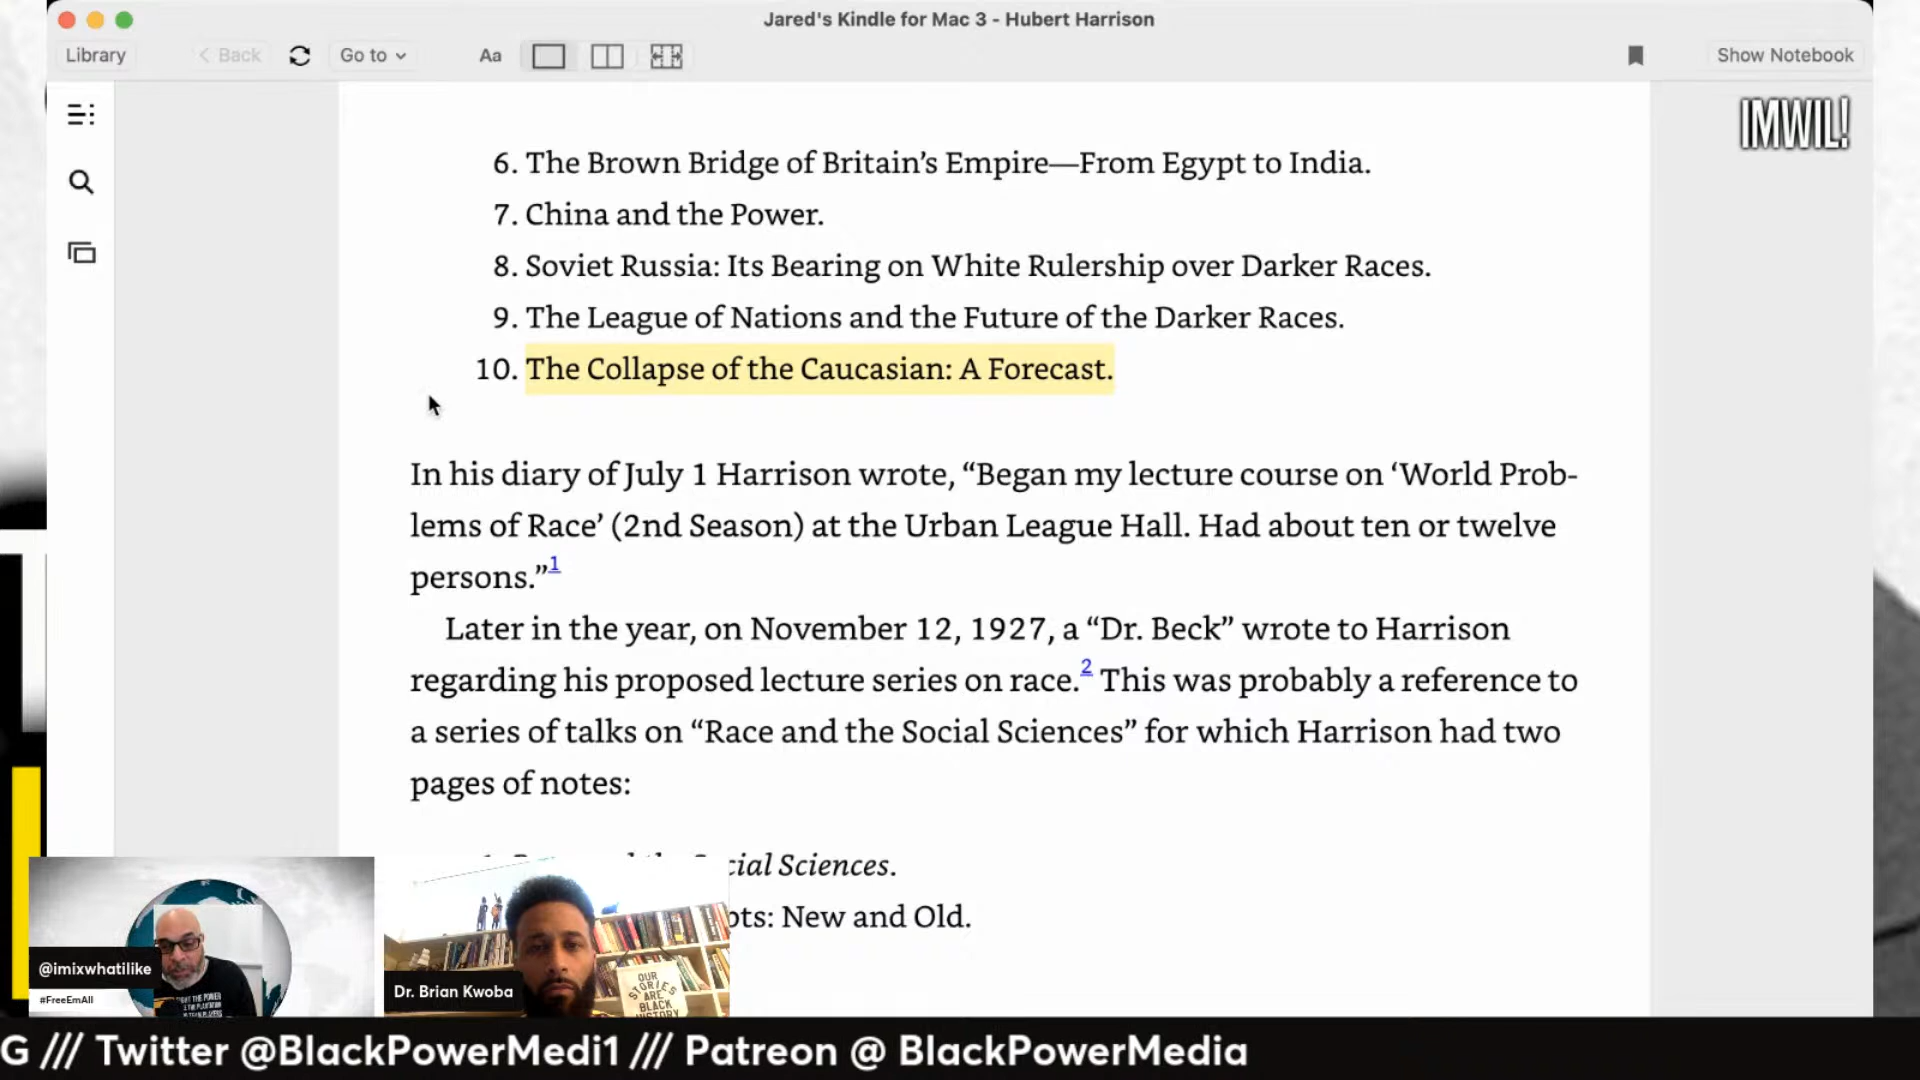 Jared's Kindle for Mac 3 - Hubert Harrison
Library
Back
Go to
Aa
Show Notebook
IMWIL!
6. The Brown Bridge of Britain’s Empire—From Egypt to India.
7. China and the Power.
8. Soviet Russia: Its Bearing on White Rulership over Darker Races.
9. The League of Nations and the Future of the Darker Races.
10. The Collapse of the Caucasian: A Forecast.
In his diary of July 1 Harrison wrote, “Began my lecture course on ‘World Prob-
lems of Race’ (2nd Season) at the Urban League Hall. Had about ten or twelve
persons.”1
Later in the year, on November 12, 1927, a “Dr. Beck” wrote to Harrison
regarding his proposed lecture series on race.2 This was probably a reference to
a series of talks on “Race and the Social Sciences” for which Harrison had two
pages of notes:
cial Sciences.
ots: New and Old.
@imixwhatilike
#FreeEmAll
Dr. Brian Kwoba
OUR
STORIES
ARE
BLACK
HISTORY
G /// Twitter @BlackPowerMedi1 /// Patreon @ BlackPowerMedia